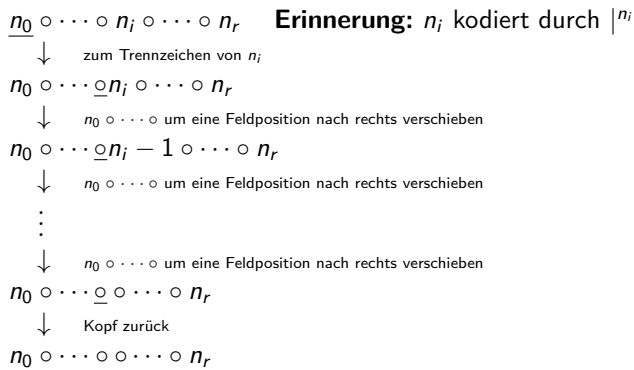 n₀ ∘ ··· ∘ nᵢ ∘ ··· ∘ nᵣ Erinnerung: nᵢ kodiert durch |ⁿⁱ
↓ zum Trennzeichen von nᵢ
n₀ ∘ ··· ∘nᵢ ∘ ··· ∘ nᵣ
↓ n₀ ∘ ··· ∘ um eine Feldposition nach rechts verschieben
n₀ ∘ ··· ∘nᵢ − 1 ∘ ··· ∘ nᵣ
↓ n₀ ∘ ··· ∘ um eine Feldposition nach rechts verschieben
⋮
↓ n₀ ∘ ··· ∘ um eine Feldposition nach rechts verschieben
n₀ ∘ ··· ∘ ∘ ··· ∘ nᵣ
↓ Kopf zurück
n₀ ∘ ··· ∘ ∘ ··· ∘ nᵣ